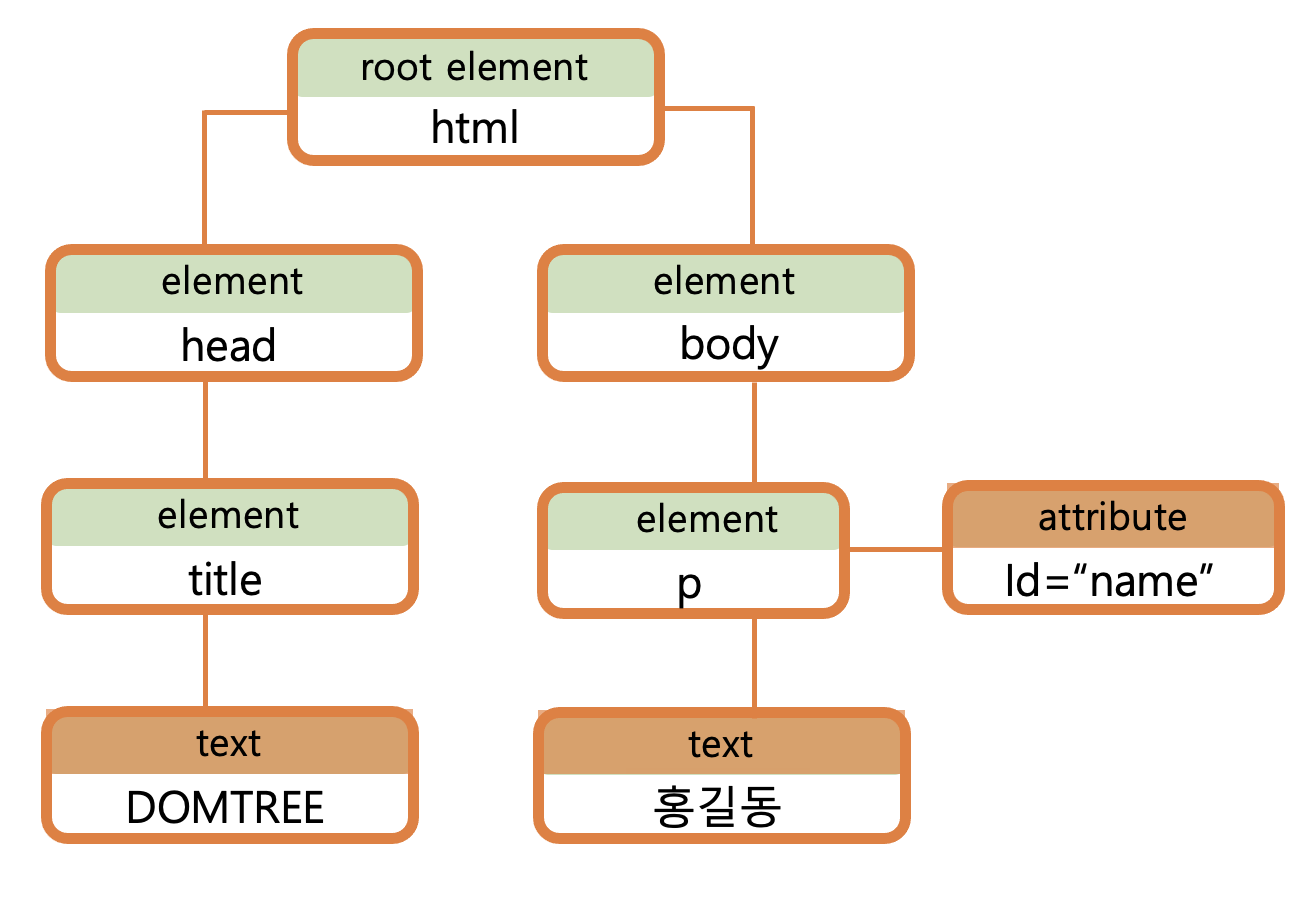 root element
html
element
head
element
body
element
title
element
p
attribute
Id=“name”
text
DOMTREE
text
홍길동